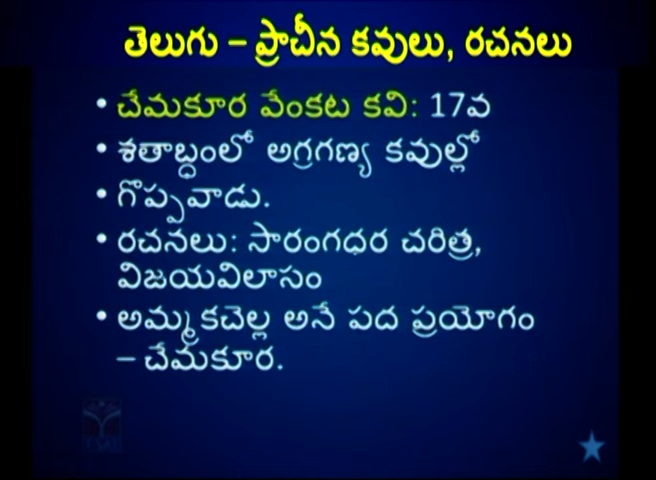 తెలుగు – ప్రాచీన కవులు, రచనలు
• చేమకూర వేంకట కవి: 17వ
• శతాబ్దంలో అగ్రగణ్య కవుల్లో
• గొప్పవాడు.
• రచనలు: సారంగధర చరిత్ర,
విజయవిలాసం
• అమ్మకచెల్ల అనే పద ప్రయోగం
– చేమకూర.